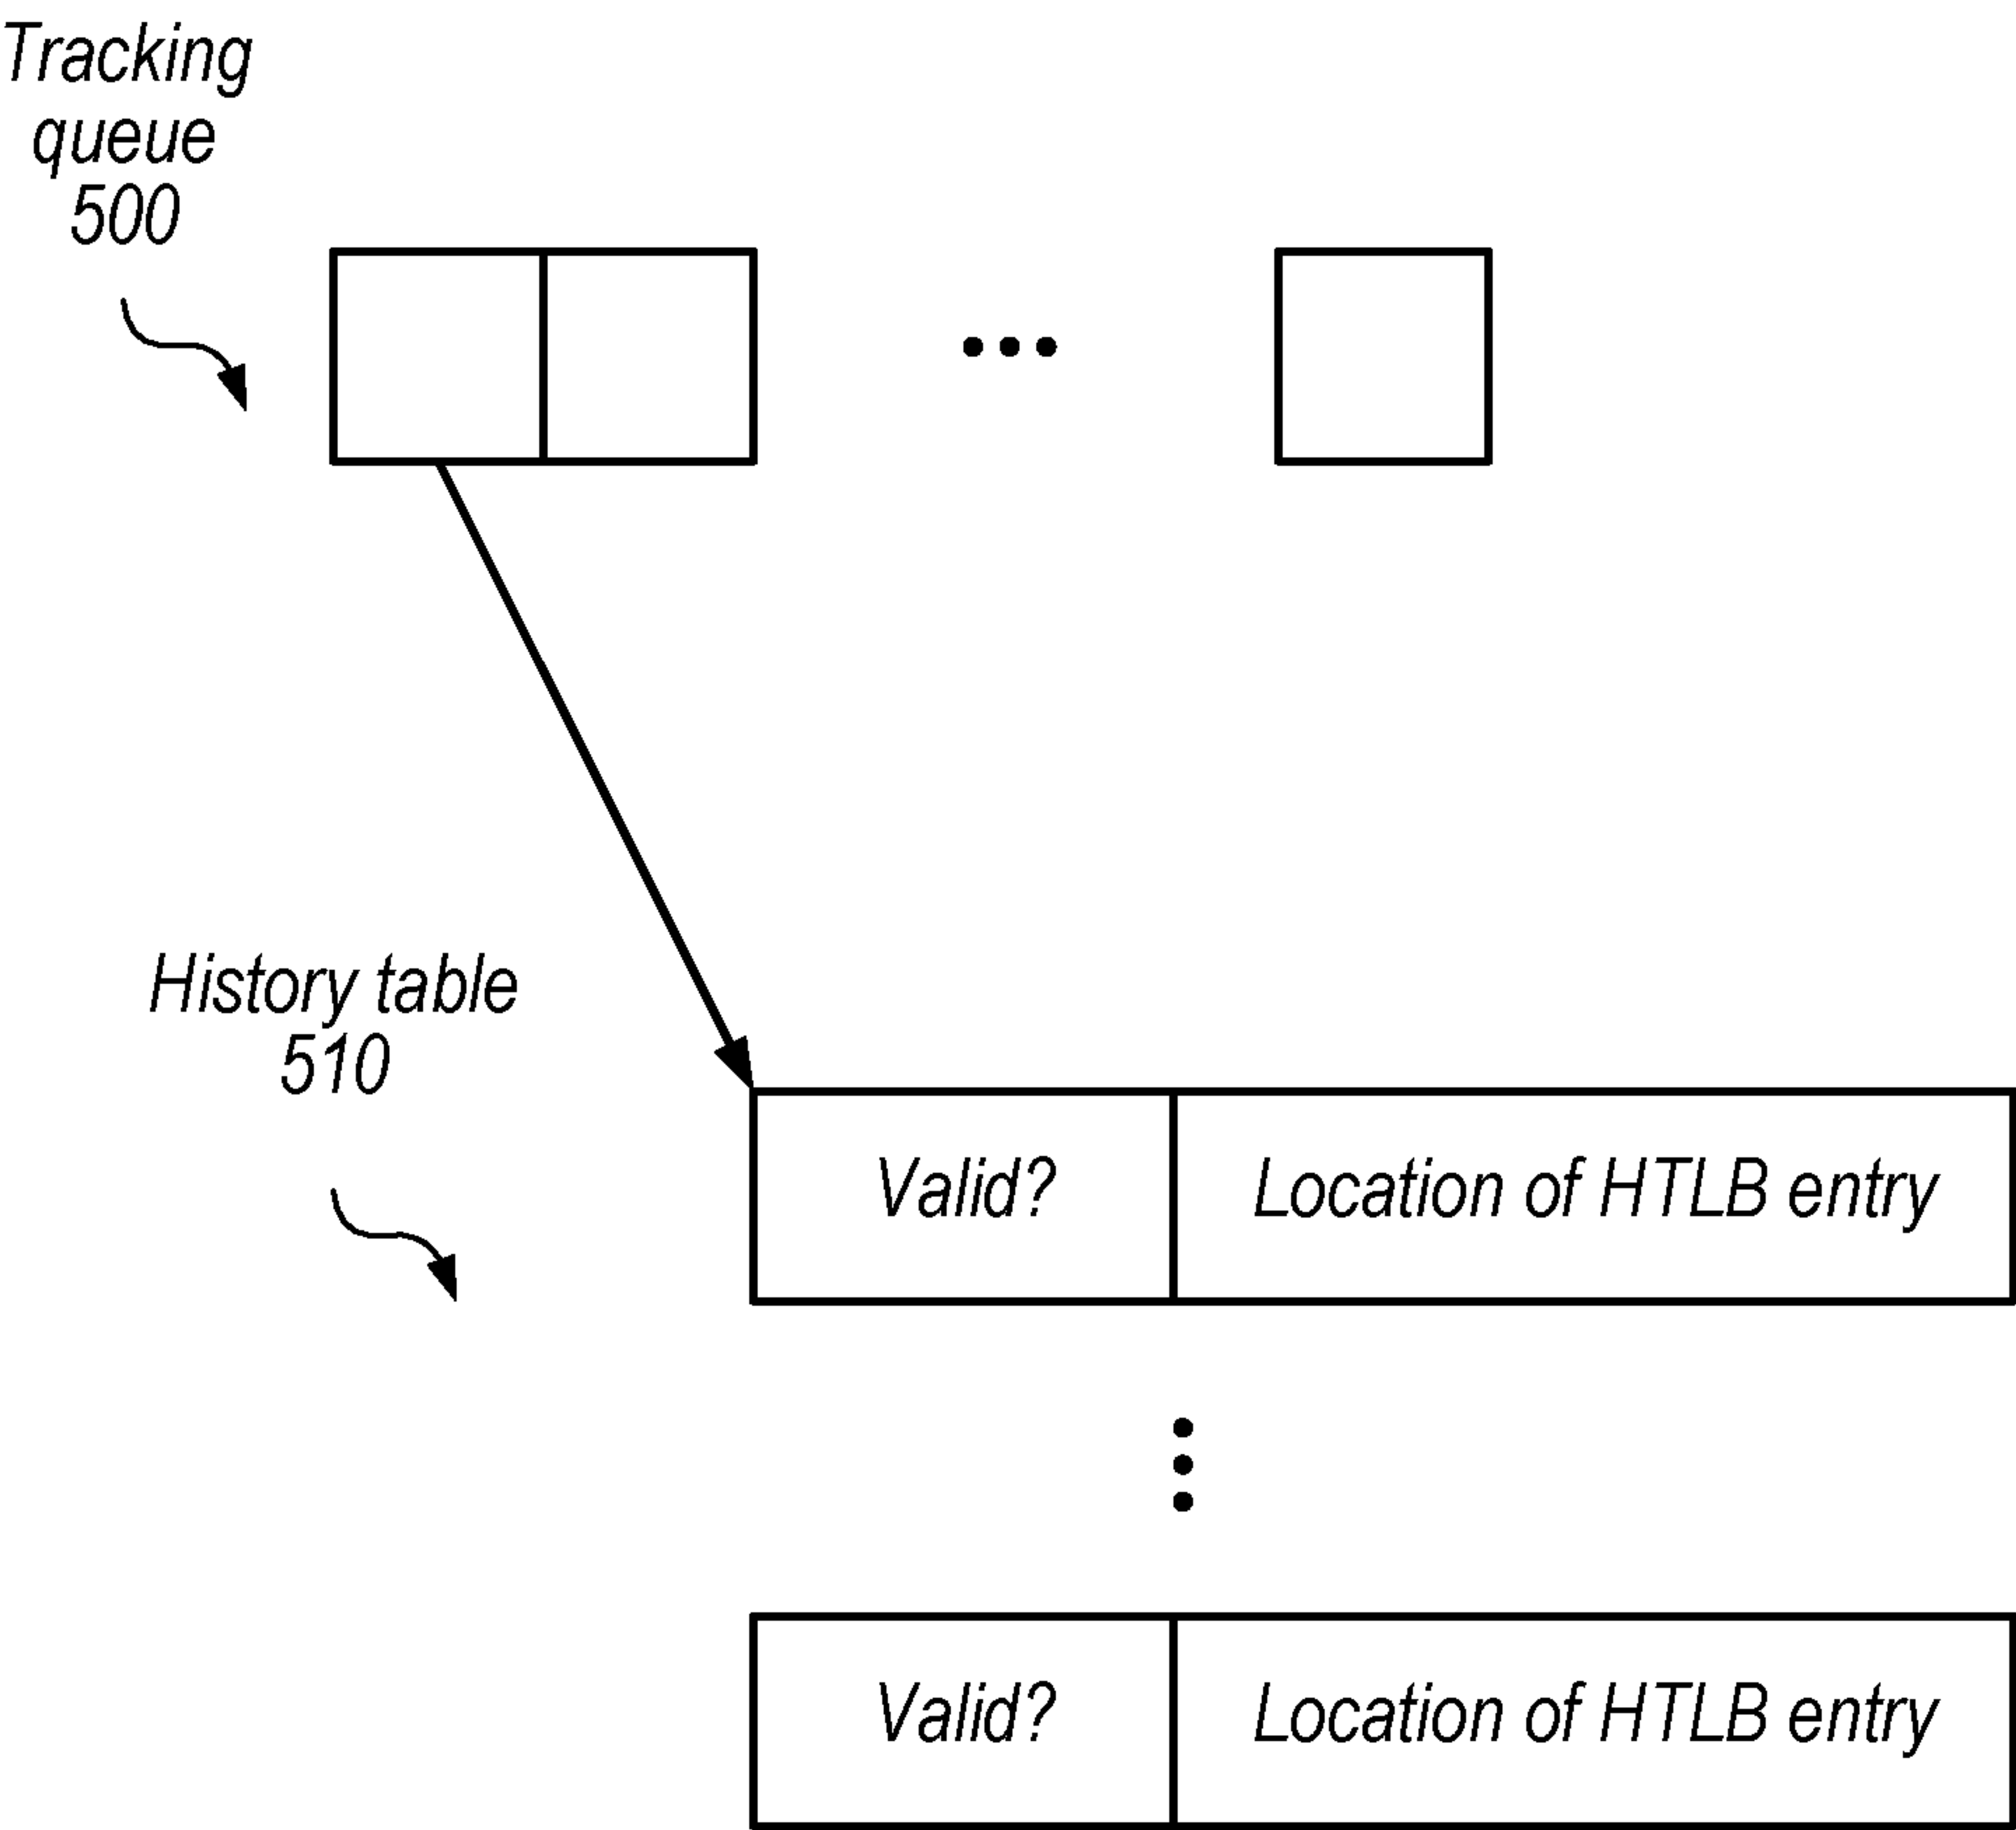 Tracking
queue
500
History table
510
Valid?
Location of HTLB entry
Valid?
Location of HTLB entry